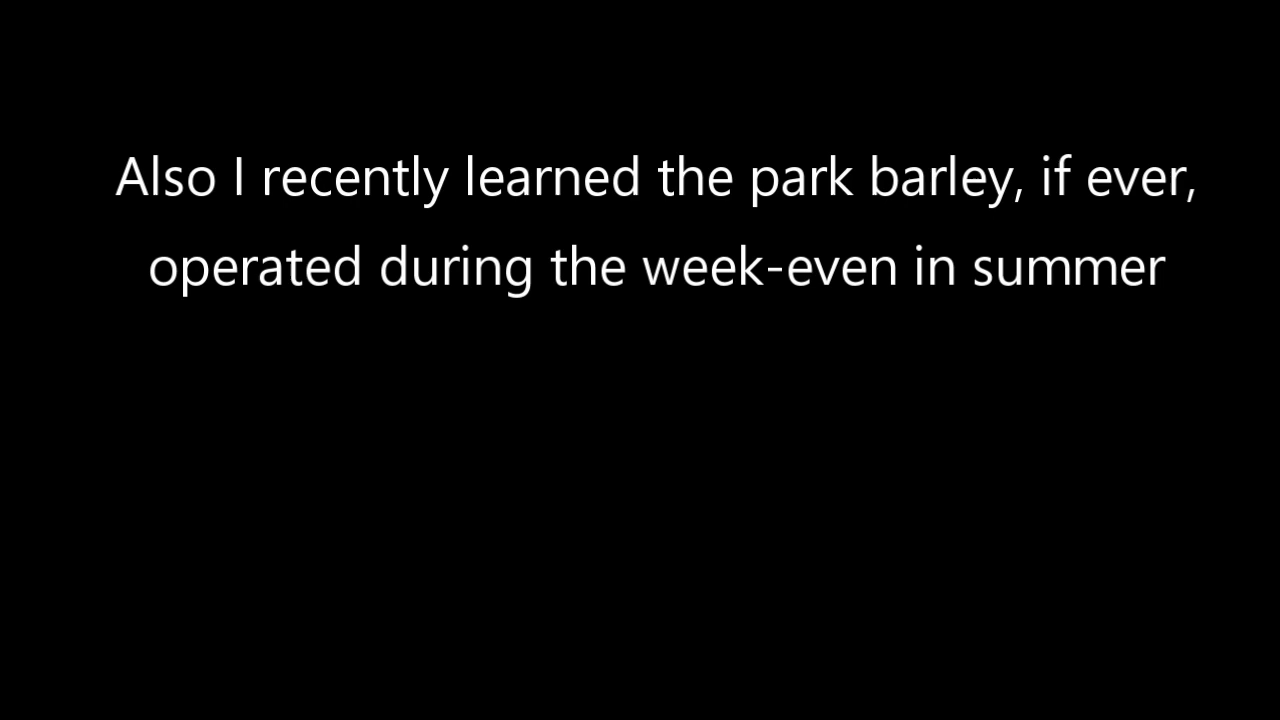 Also I recently learned the park barley, if ever,
operated during the week-even in summer